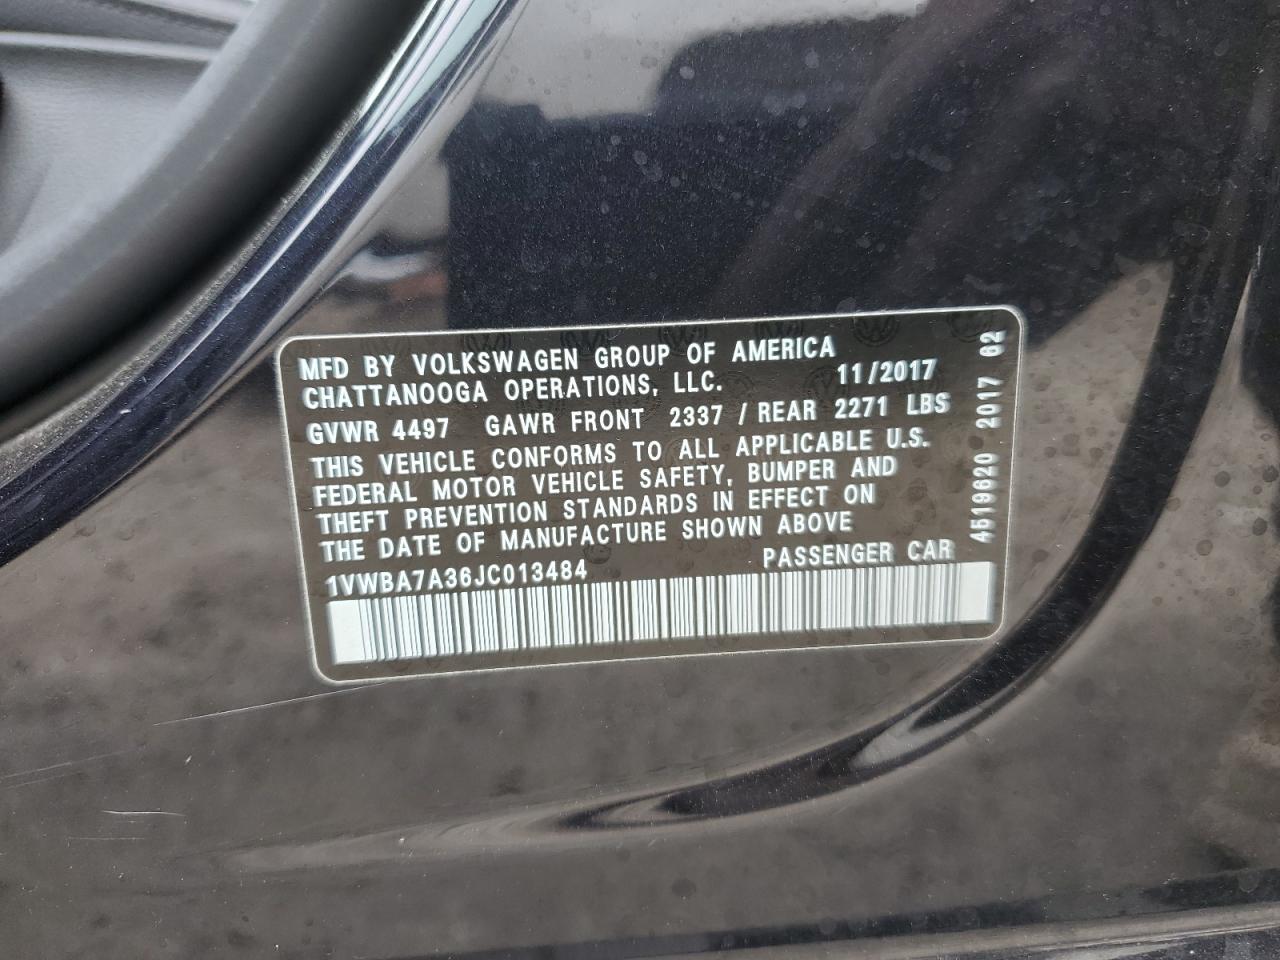 MFD BY VOLKSWAGEN GROUP OF AMERICA
CHATTANOOGA OPERATIONS, LLC. 11/2017
GVWR 4497 GAWR FRONT 2337 / REAR 2271 LBS
THIS VEHICLE CONFORMS TO ALL APPLICABLE U.S.
FEDERAL MOTOR VEHICLE SAFETY, BUMPER AND
THEFT PREVENTION STANDARDS IN EFFECT ON
THE DATE OF MANUFACTURE SHOWN ABOVE
PASSENGER CAR
1VWBA7A36JC013484
4519620 2017 62